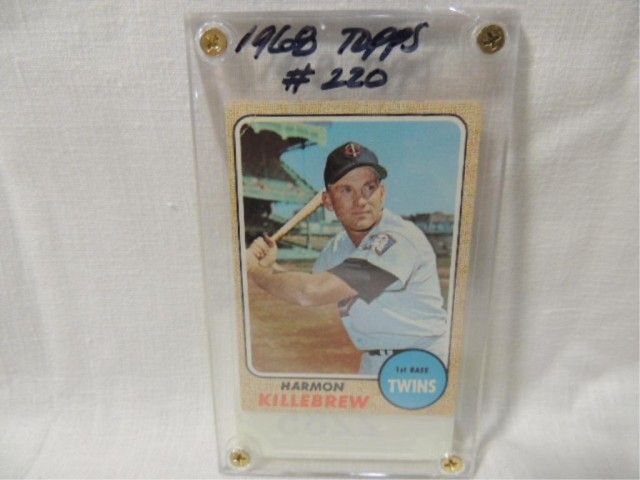 1968 Topps
# 220
1st BASE
TWINS
HARMON
KILLEBREW